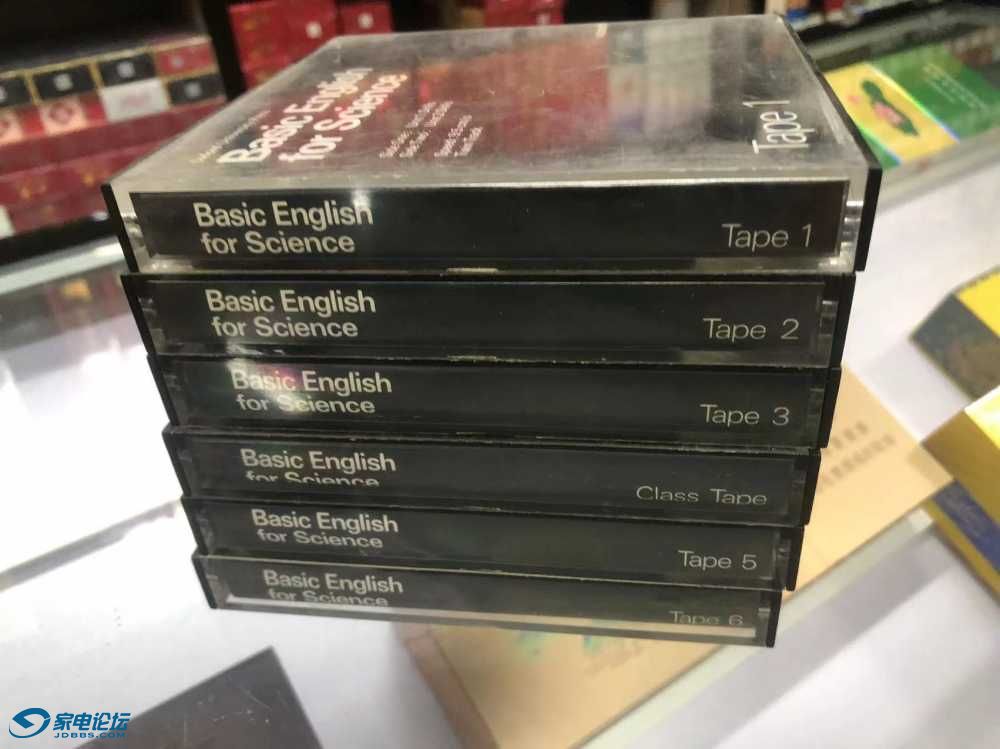 Basic English
for Science
Tape 1
Basic English
for Science
Tape 1
Basic English
for Science
Tape 2
Basic English
for Science
Tape 3
Basic English
for Science
Class Tape
Basic English
for Science
Tape 5
Basic English
for Science
Tape 6
家电论坛
JDBBS.COM